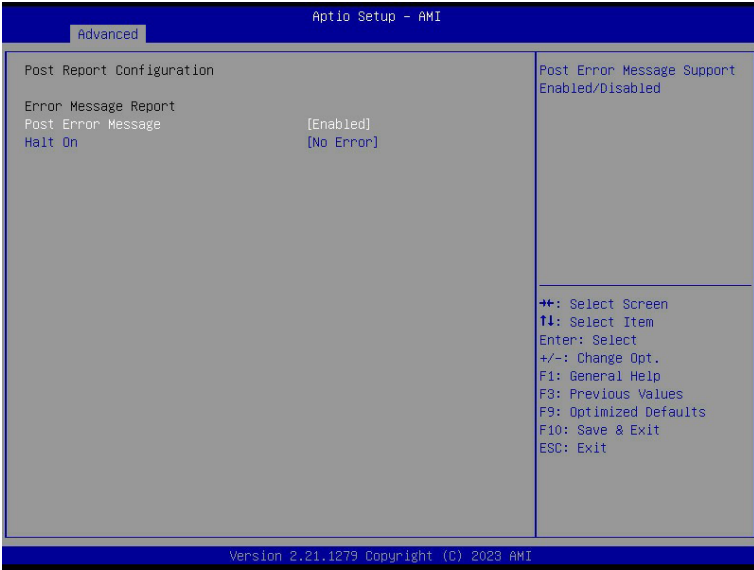 Aptio Setup – AMI
Advanced
Post Report Configuration
Error Message Report
Post Error Message [Enabled]
Halt On [No Error]
Post Error Message Support
Enabled/Disabled
→←: Select Screen
↑↓: Select Item
Enter: Select
+/-: Change Opt.
F1: General Help
F3: Previous Values
F9: Optimized Defaults
F10: Save & Exit
ESC: Exit
Version 2.21.1279 Copyright (C) 2023 AMI